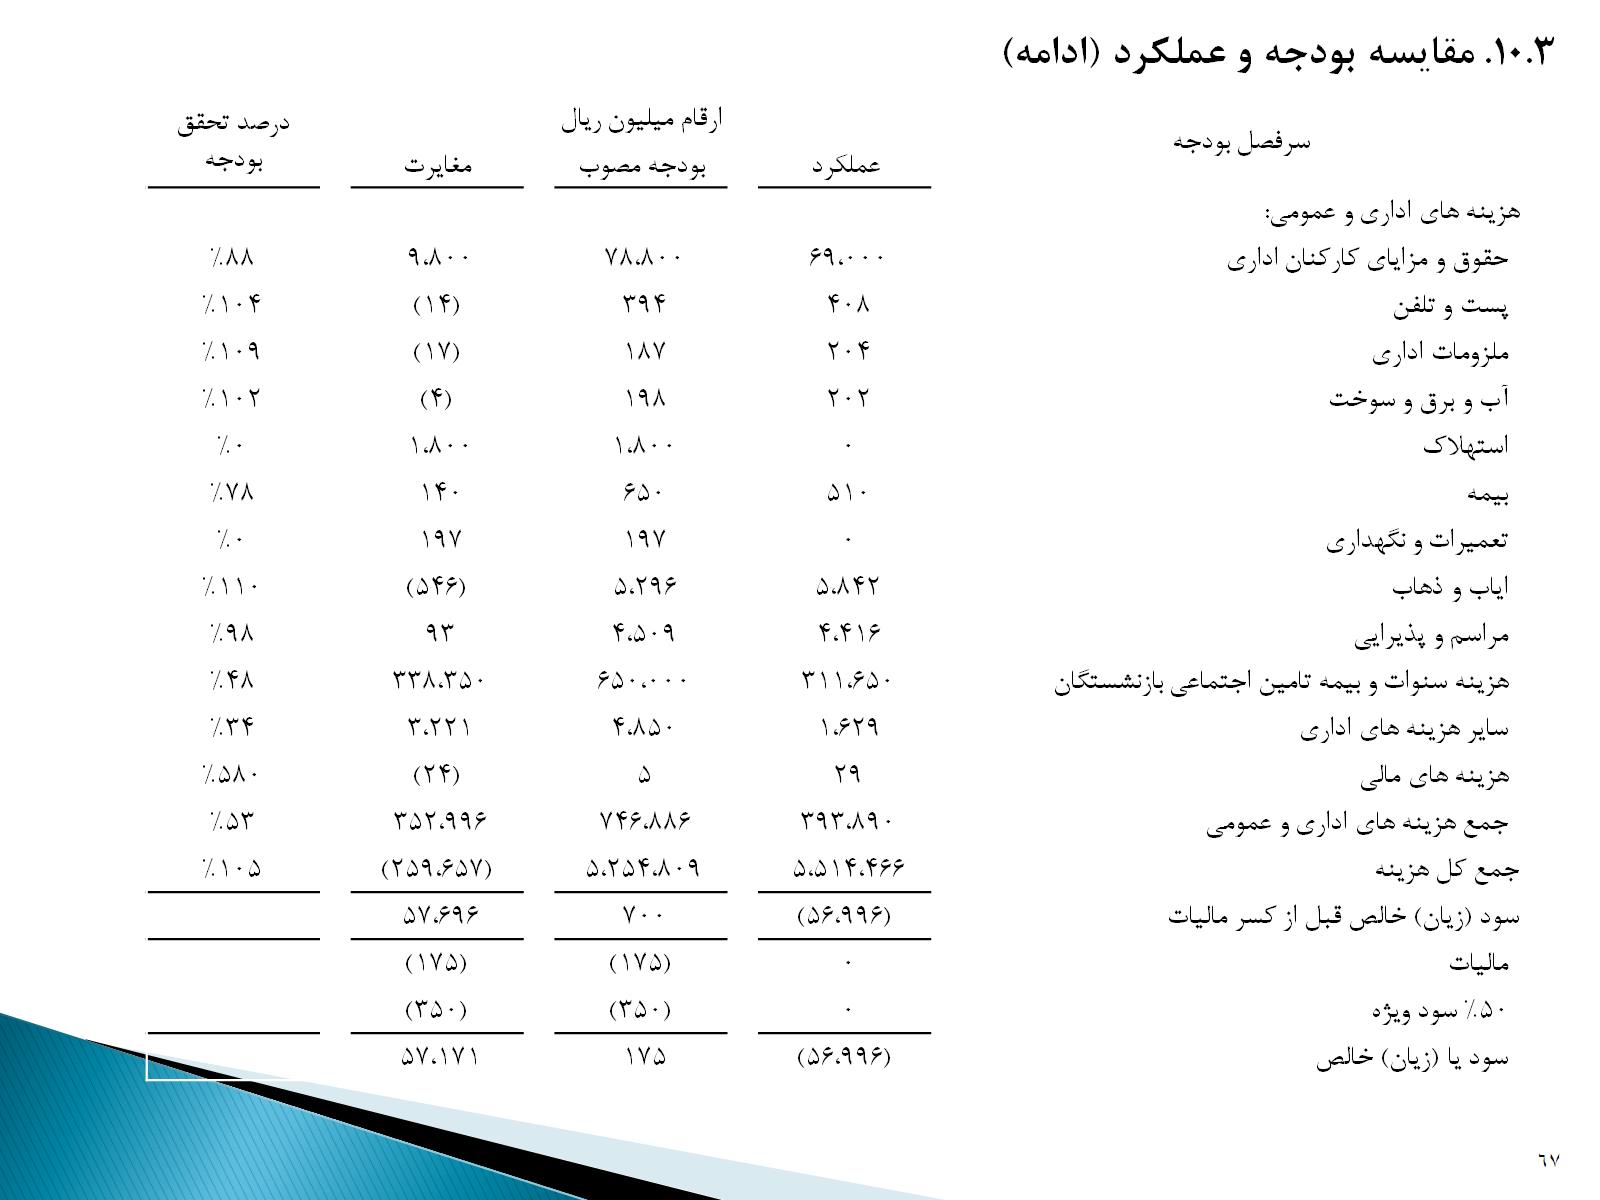 ۱۰.۳. مقایسه بودجه و عملکرد (ادامه)
ارقام میلیون ریال
سرفصل بودجه عملکرد بودجه مصوب مغایرت درصد تحقق بودجه
هزینه های اداری و عمومی:
حقوق و مزایای کارکنان اداری ۶۹،۰۰۰ ۷۸،۸۰۰ ۹،۸۰۰ ٪۸۸
پست و تلفن ۴۰۸ ۳۹۴ (۱۴) ٪۱۰۴
ملزومات اداری ۲۰۴ ۱۸۷ (۱۷) ٪۱۰۹
آب و برق و سوخت ۲۰۲ ۱۹۸ (۴) ٪۱۰۲
استهلاک ۰ ۱،۸۰۰ ۱،۸۰۰ ٪۰
بیمه ۵۱۰ ۶۵۰ ۱۴۰ ٪۷۸
تعمیرات و نگهداری ۰ ۱۹۷ ۱۹۷ ٪۰
ایاب و ذهاب ۵،۸۴۲ ۵،۲۹۶ (۵۴۶) ٪۱۱۰
مراسم و پذیرایی ۴،۴۱۶ ۴،۵۰۹ ۹۳ ٪۹۸
هزینه سنوات و بیمه تامین اجتماعی بازنشستگان ۳۱۱،۶۵۰ ۶۵۰،۰۰۰ ۳۳۸،۳۵۰ ٪۴۸
سایر هزینه های اداری ۱،۶۲۹ ۴،۸۵۰ ۳،۲۲۱ ٪۳۴
هزینه های مالی ۲۹ ۵ (۲۴) ٪۵۸۰
جمع هزینه های اداری و عمومی ۳۹۳،۸۹۰ ۷۴۶،۸۸۶ ۳۵۲،۹۹۶ ٪۵۳
جمع کل هزینه ۵،۵۱۴،۴۶۶ ۵،۲۵۴،۸۰۹ (۲۵۹،۶۵۷) ٪۱۰۵
سود (زیان) خالص قبل از کسر مالیات (۵۶،۹۹۶) ۷۰۰ ۵۷،۶۹۶
مالیات ۰ (۱۷۵) (۱۷۵)
۵۰٪ سود ویژه ۰ (۳۵۰) (۳۵۰)
سود یا (زیان) خالص (۵۶،۹۹۶) ۱۷۵ ۵۷،۱۷۱
۶۷